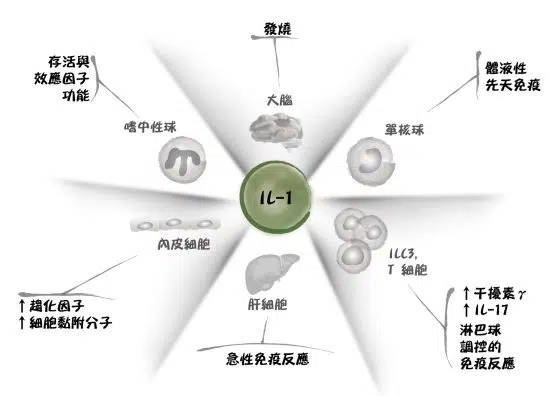 發燒
大腦
存活與
效應因子
功能
嗜中性球
體液性
先天免疫
單核球
IL-1
內皮細胞
↑趨化因子
↑細胞黏附分子
肝細胞
急性免疫反應
ILC3,
T 細胞
↑干擾素γ
↑IL-17
淋巴球
調控的
免疫反應